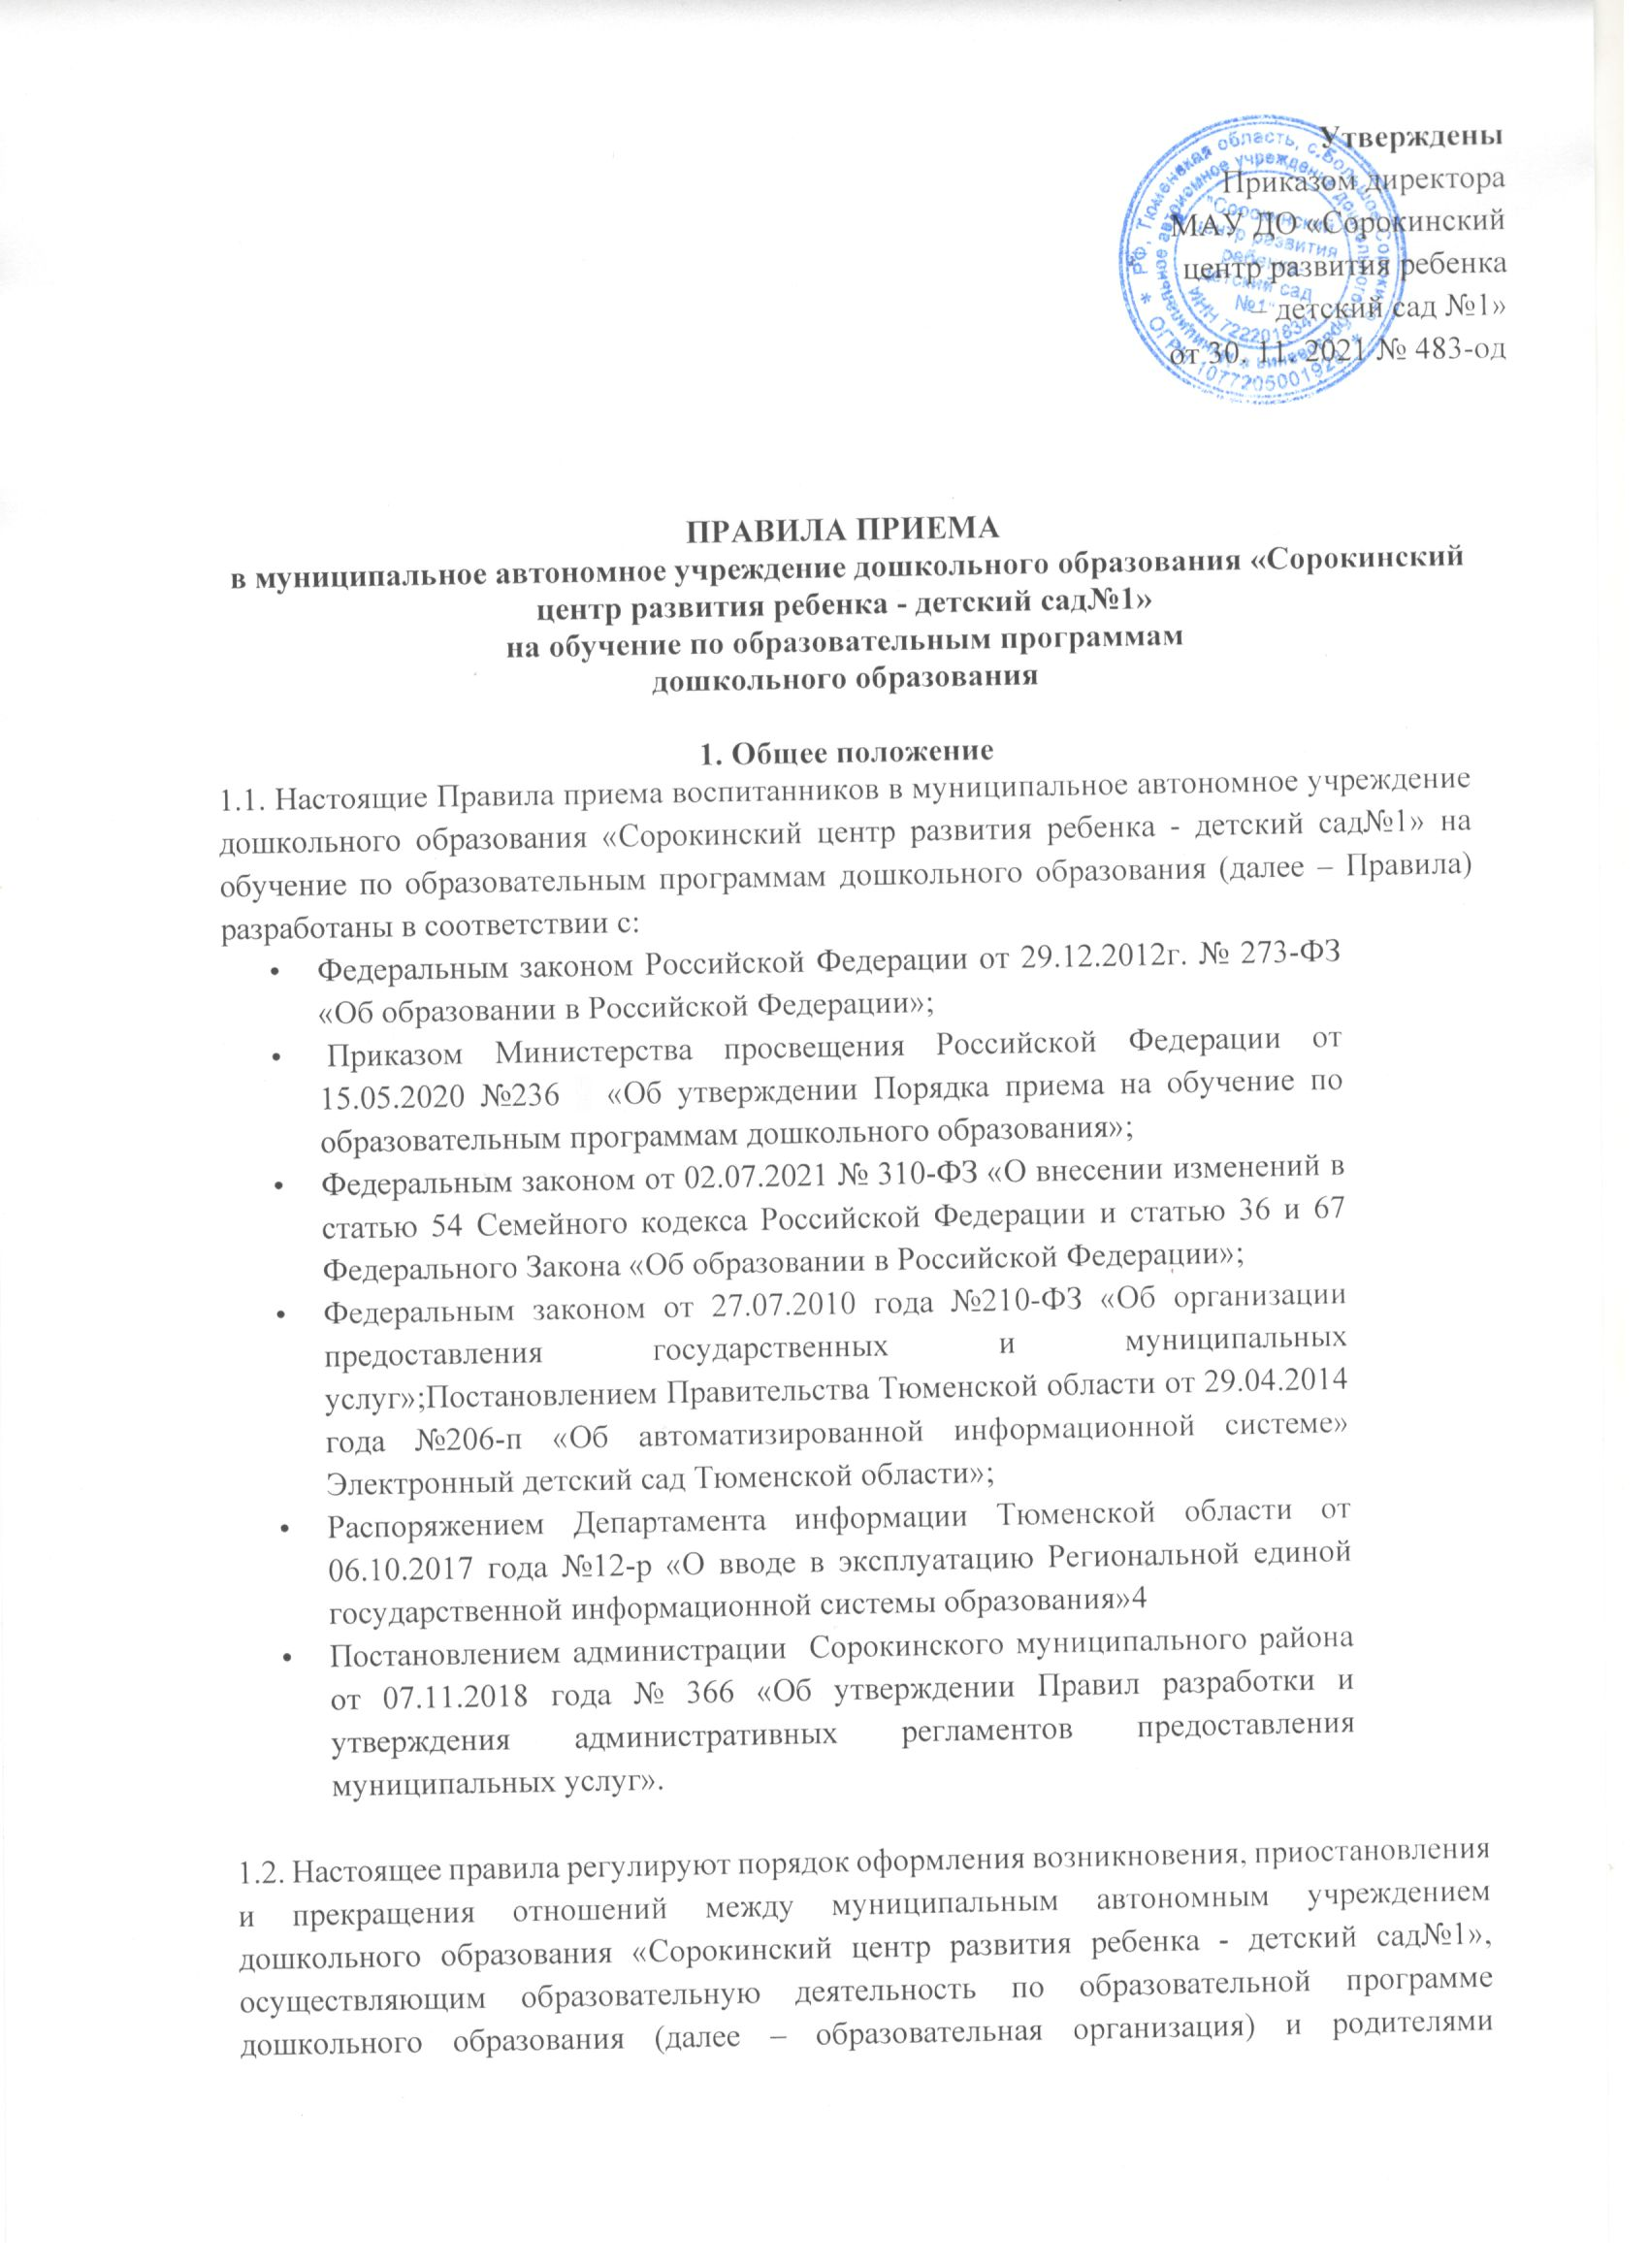 Утверждены
Приказом директора
МАУ ДО «Сорокинский
центр развития ребенка
– детский сад №1»
от 30. 11. 2021 № 483-од
РФ, Тюменская область, с.Большое Сорокино
"Сорокинский
центр развития
ребенка
детский сад
№1"
ПРАВИЛА ПРИЕМА
в муниципальное автономное учреждение дошкольного образования «Сорокинский
центр развития ребенка - детский сад№1»
на обучение по образовательным программам
дошкольного образования
1. Общее положение
1.1. Настоящие Правила приема воспитанников в муниципальное автономное учреждение
дошкольного образования «Сорокинский центр развития ребенка - детский сад№1» на
обучение по образовательным программам дошкольного образования (далее – Правила)
разработаны в соответствии с:
• Федеральным законом Российской Федерации от 29.12.2012г. № 273-ФЗ
«Об образовании в Российской Федерации»;
• Приказом Министерства просвещения Российской Федерации от
15.05.2020 №236 «Об утверждении Порядка приема на обучение по
образовательным программам дошкольного образования»;
• Федеральным законом от 02.07.2021 № 310-ФЗ «О внесении изменений в
статью 54 Семейного кодекса Российской Федерации и статью 36 и 67
Федерального Закона «Об образовании в Российской Федерации»;
• Федеральным законом от 27.07.2010 года №210-ФЗ «Об организации
предоставления государственных и муниципальных
услуг»;Постановлением Правительства Тюменской области от 29.04.2014
года №206-п «Об автоматизированной информационной системе»
Электронный детский сад Тюменской области»;
• Распоряжением Департамента информации Тюменской области от
06.10.2017 года №12-р «О вводе в эксплуатацию Региональной единой
государственной информационной системы образования»4
• Постановлением администрации Сорокинского муниципального района
от 07.11.2018 года № 366 «Об утверждении Правил разработки и
утверждения административных регламентов предоставления
муниципальных услуг».
1.2. Настоящее правила регулируют порядок оформления возникновения, приостановления
и прекращения отношений между муниципальным автономным учреждением
дошкольного образования «Сорокинский центр развития ребенка - детский сад№1»,
осуществляющим образовательную деятельность по образовательной программе
дошкольного образования (далее – образовательная организация) и родителями